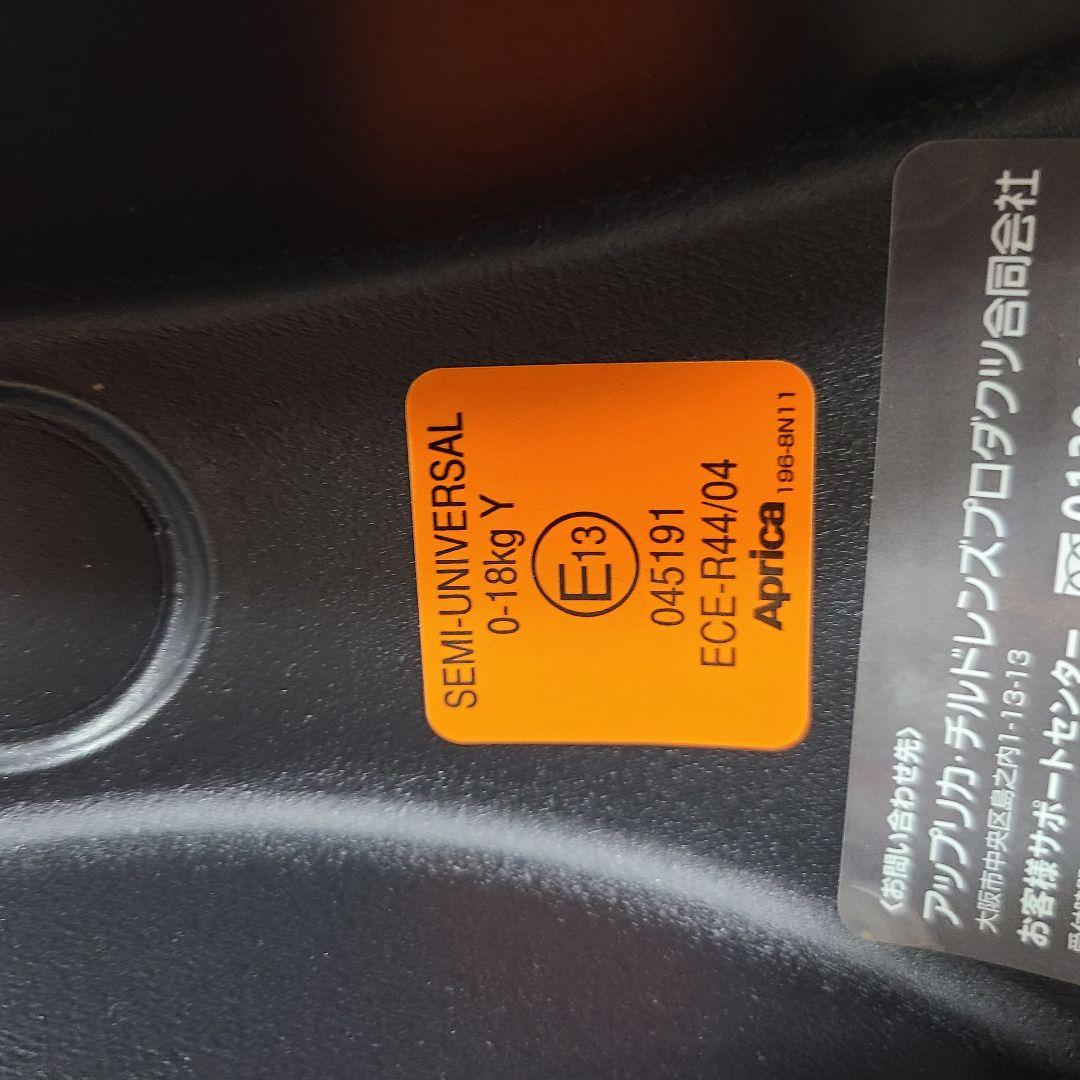 SEMI-UNIVERSAL
0-18kg Y
E13
045191
ECE-R44/04
Aprica 196-8N11
〈お問い合わせ先〉
アップリカ・チルドレンズプロダクツ合同会社
大阪市中央区島之内1-13-13
お客様サポートセンター 0120